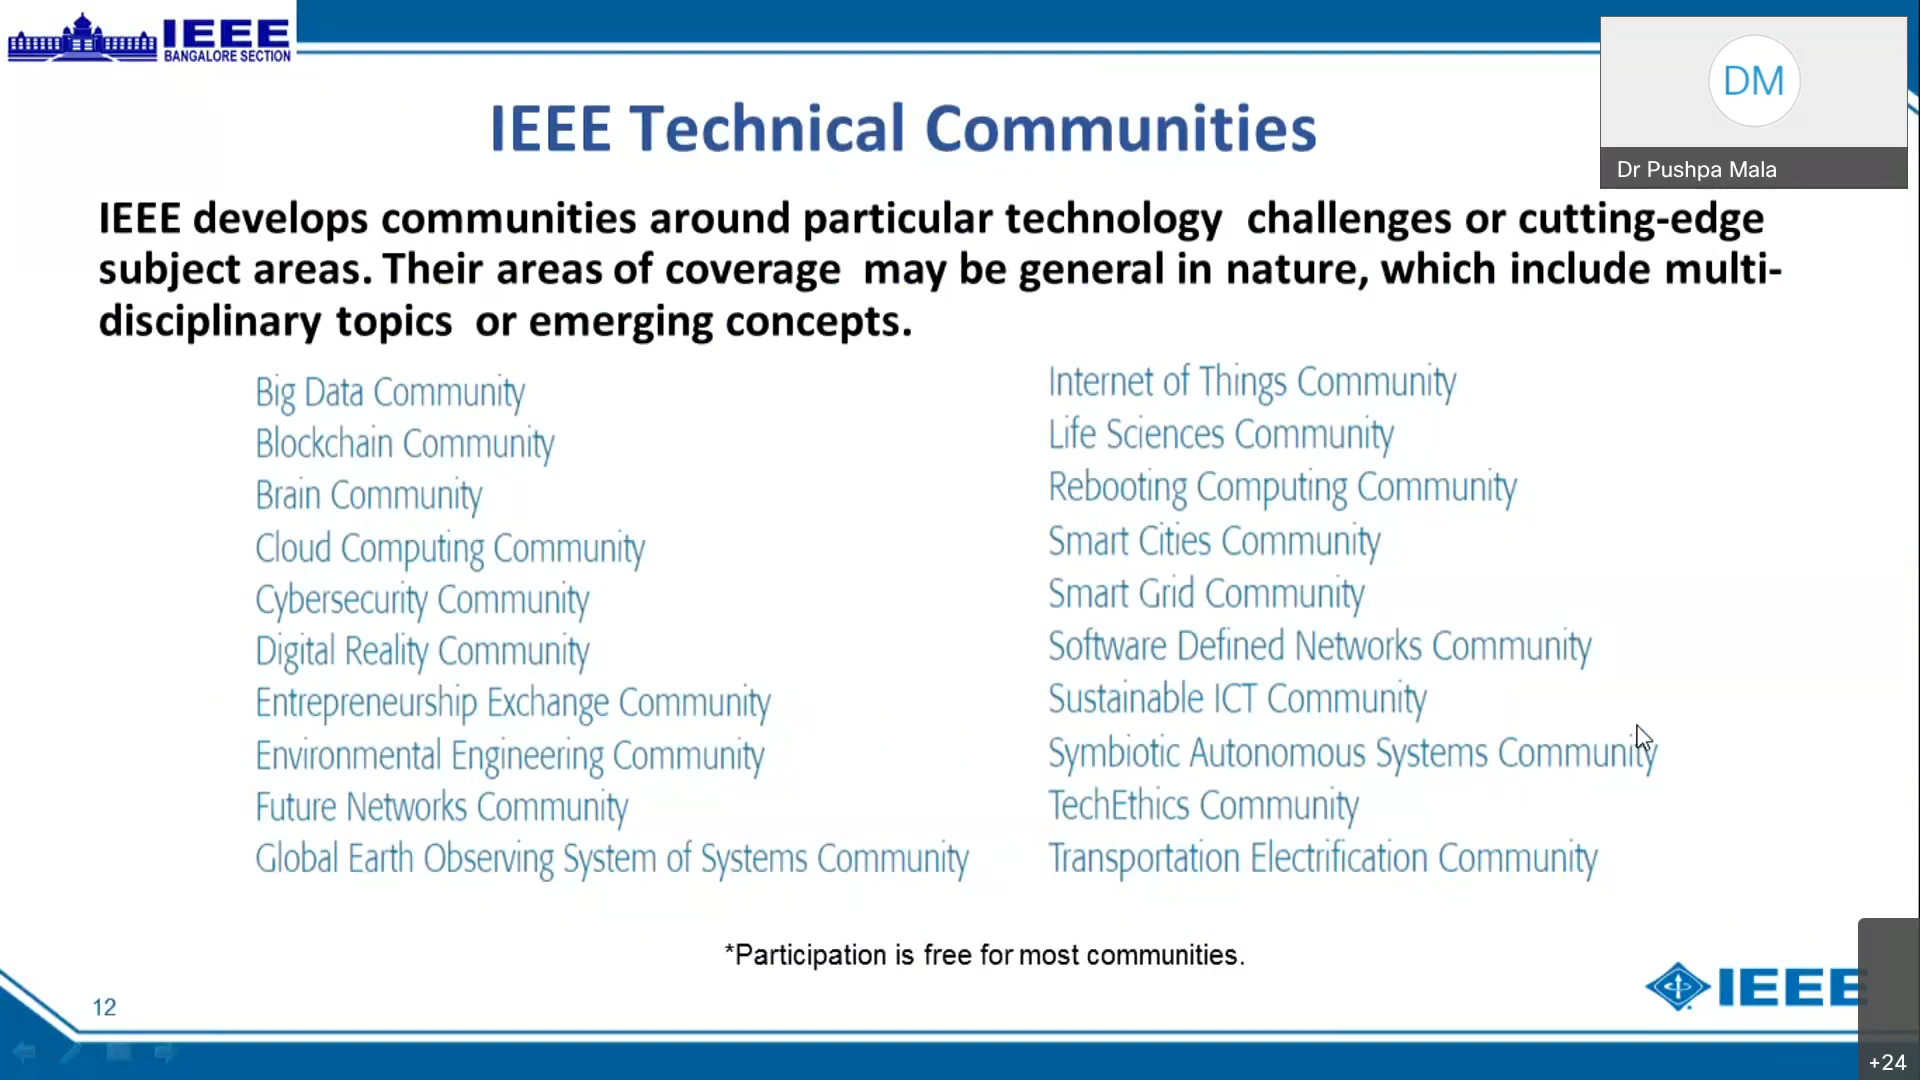 IEEE
BANGALORE SECTION
DM
Dr Pushpa Mala
IEEE Technical Communities
IEEE develops communities around particular technology challenges or cutting-edge
subject areas. Their areas of coverage may be general in nature, which include multi-
disciplinary topics or emerging concepts.
Big Data Community
Blockchain Community
Brain Community
Cloud Computing Community
Cybersecurity Community
Digital Reality Community
Entrepreneurship Exchange Community
Environmental Engineering Community
Future Networks Community
Global Earth Observing System of Systems Community
Internet of Things Community
Life Sciences Community
Rebooting Computing Community
Smart Cities Community
Smart Grid Community
Software Defined Networks Community
Sustainable ICT Community
Symbiotic Autonomous Systems Community
TechEthics Community
Transportation Electrification Community
*Participation is free for most communities.
IEEE
12
+24